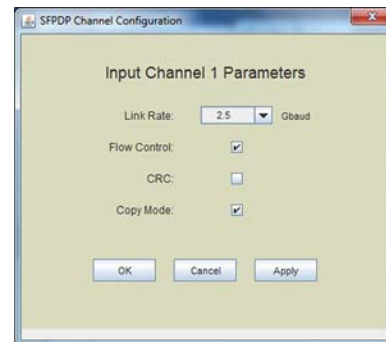 SFPDP Channel Configuration
Input Channel 1 Parameters
Link Rate: 2.5 Gbaud
Flow Control:
CRC:
Copy Mode:
OK Cancel Apply